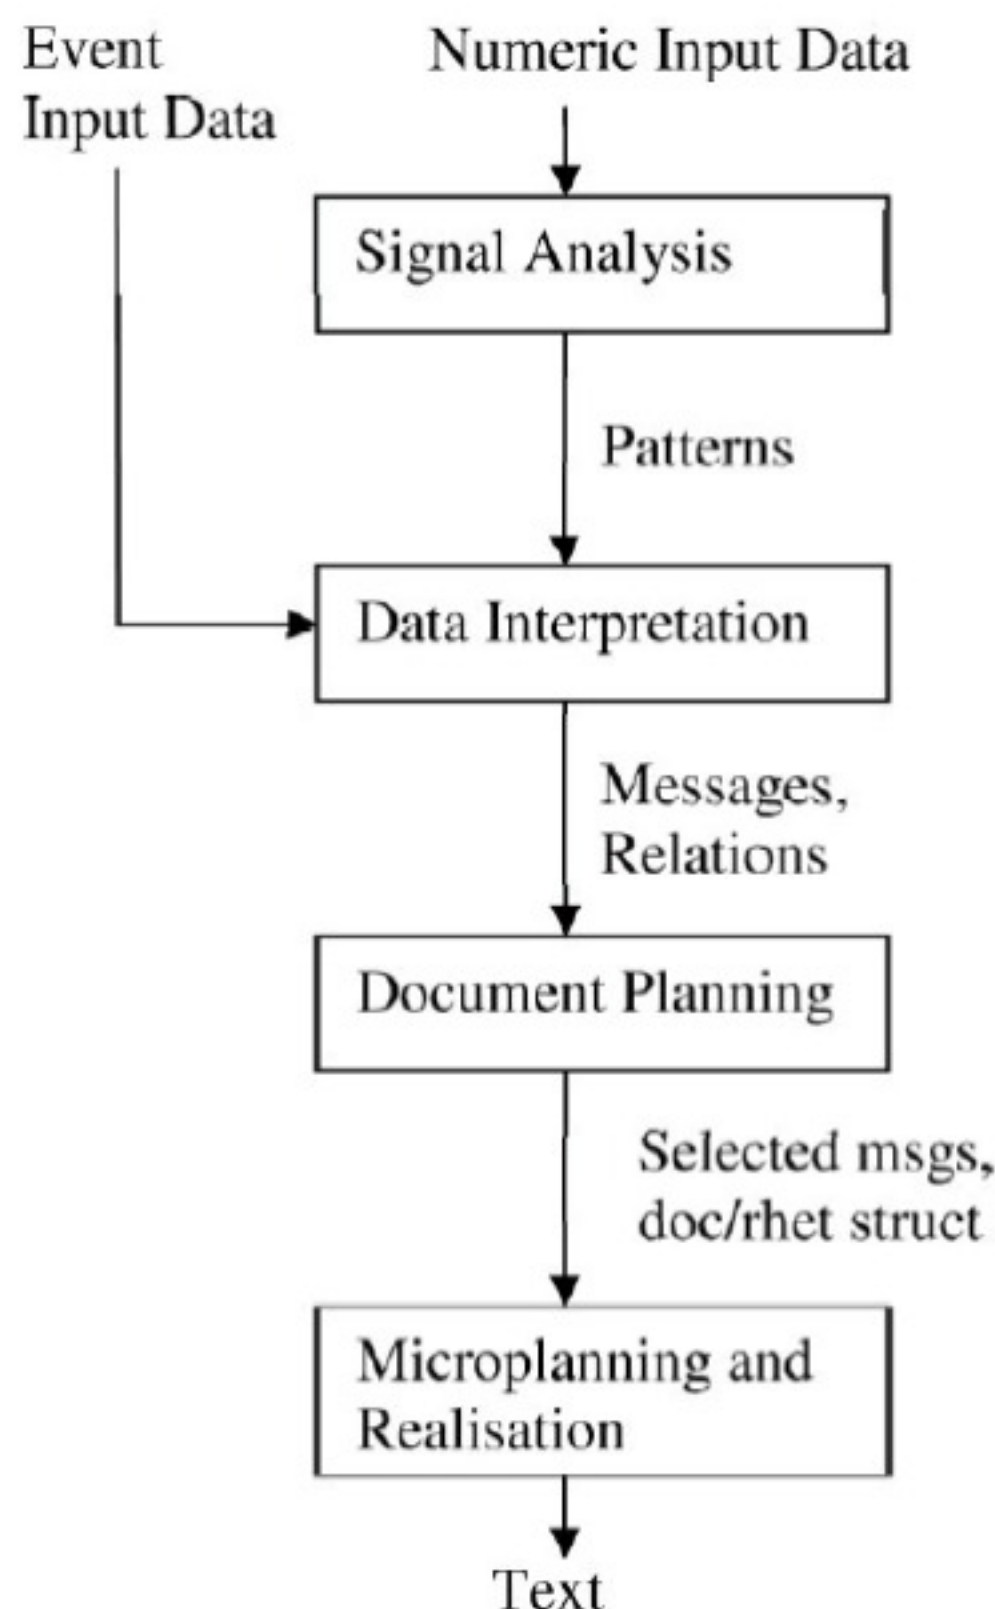 Event
Input Data
Numeric Input Data
Signal Analysis
Patterns
Data Interpretation
Messages,
Relations
Document Planning
Selected msgs,
doc/rhet struct
Microplanning and
Realisation
Text